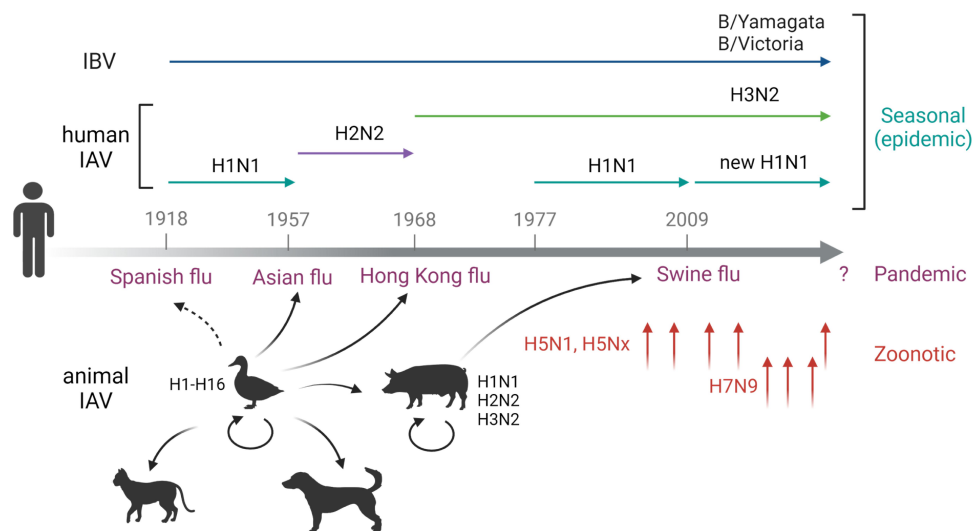 B/Yamagata
B/Victoria
IBV
H3N2
Seasonal
(epidemic)
human
IAV
H2N2
H1N1
H1N1
new H1N1
1918
1957
1968
1977
2009
Spanish flu
Asian flu
Hong Kong flu
Swine flu
?
Pandemic
H5N1, H5Nx
Zoonotic
animal
IAV
H1-H16
H1N1
H2N2
H3N2
H7N9